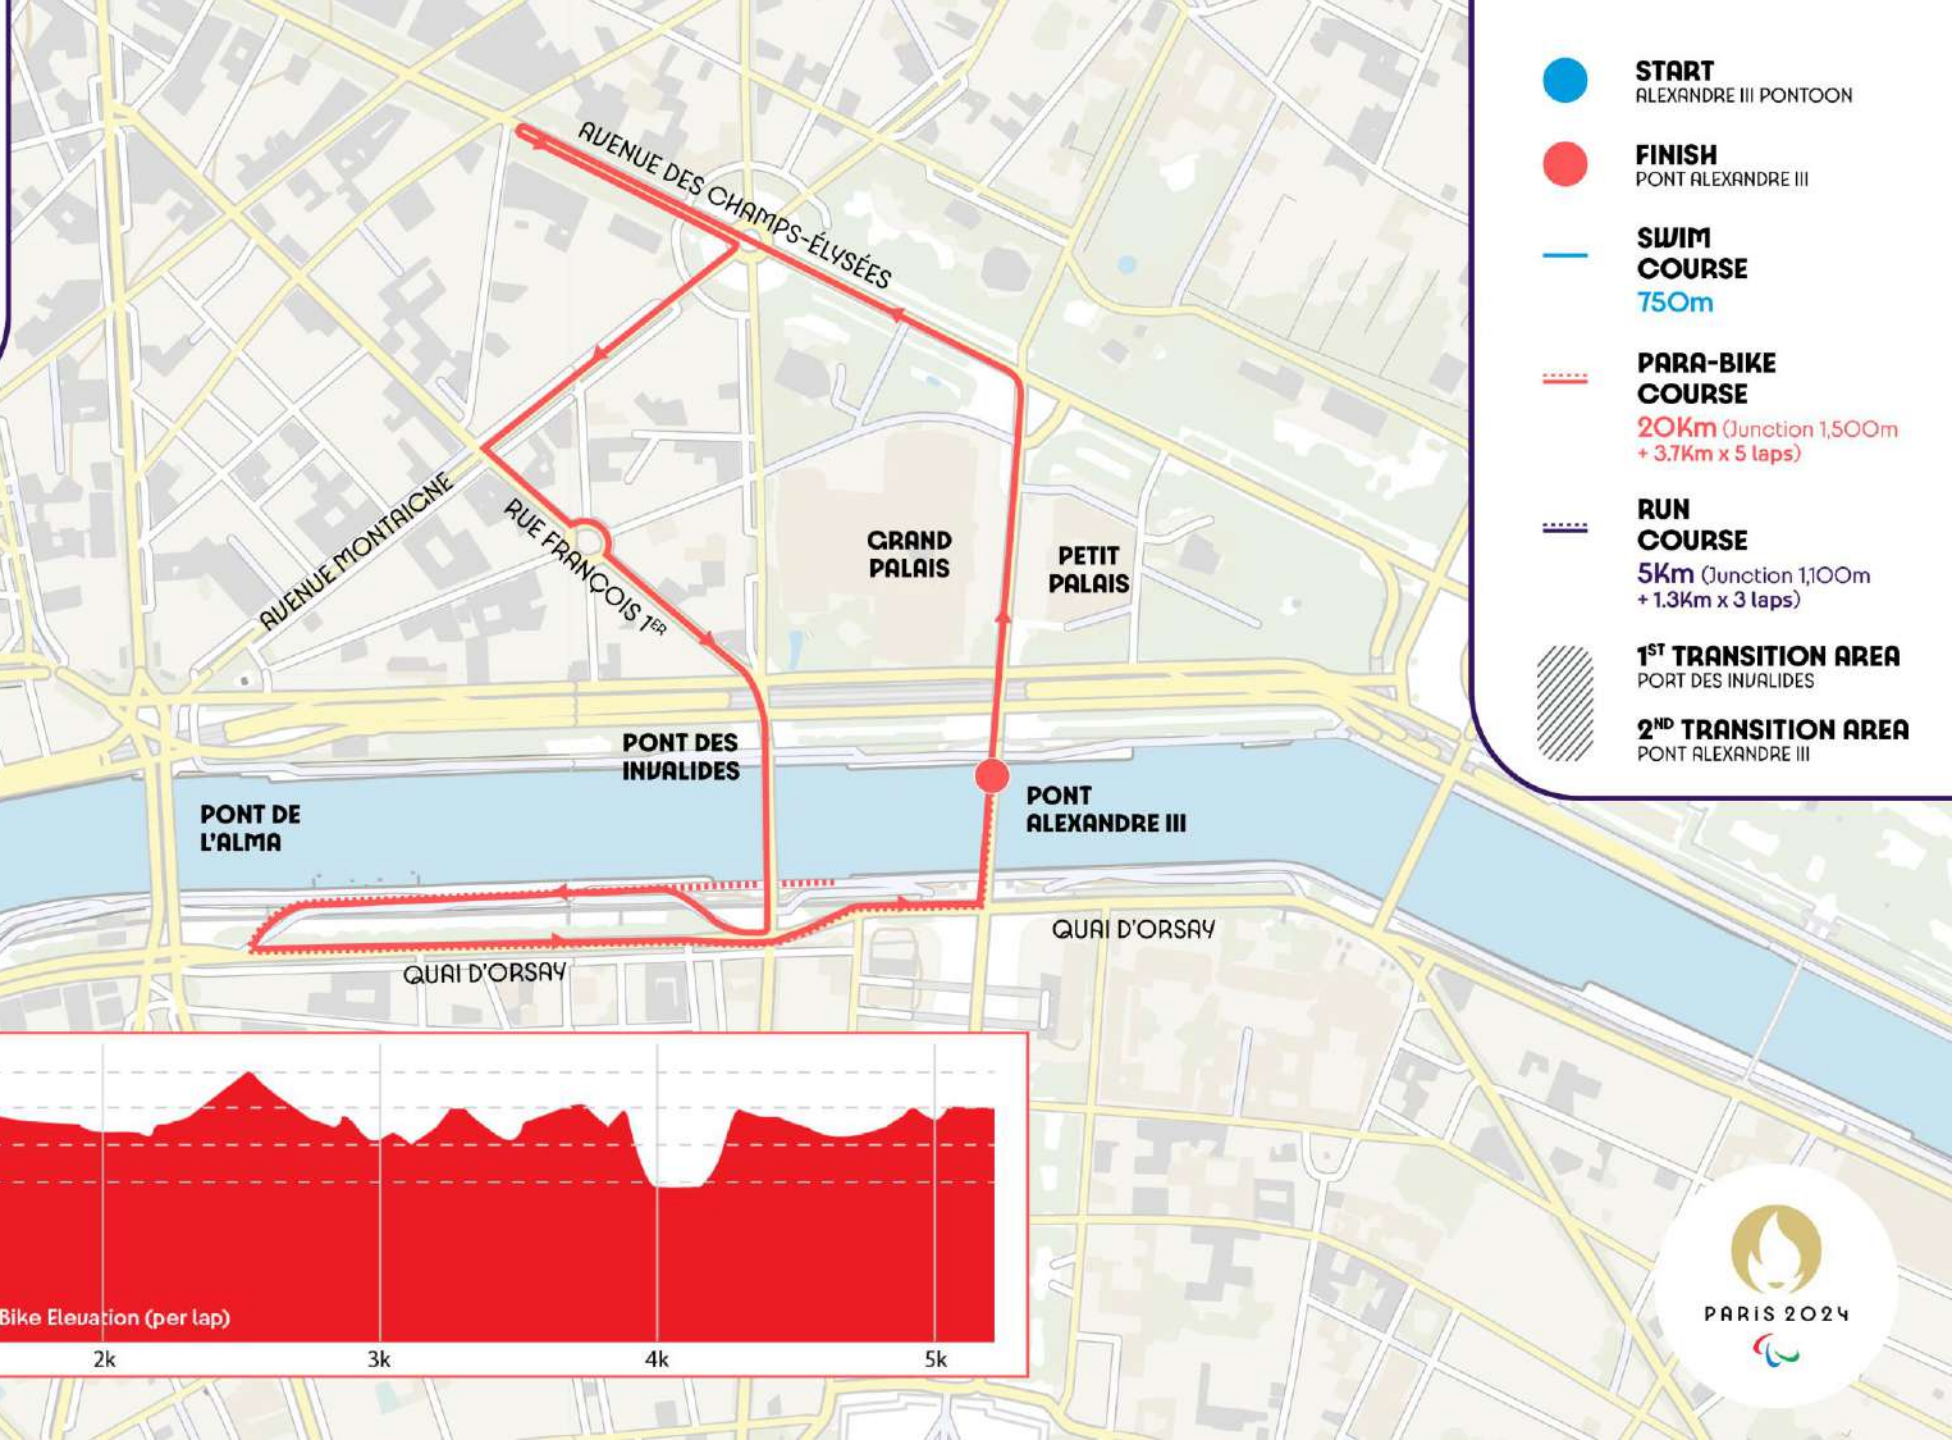 AVENUE DES CHAMPS-ÉLYSÉES
AVENUE MONTAIGNE
RUE FRANÇOIS 1ER
GRAND
PALAIS
PETIT
PALAIS
PONT DES
INVALIDES
PONT DE
L'ALMA
PONT
ALEXANDRE III
QUAI D'ORSAY
QUAI D'ORSAY
START
ALEXANDRE III PONTOON
FINISH
PONT ALEXANDRE III
SWIM
COURSE
750m
PARA-BIKE
COURSE
20Km (Junction 1,500m
+ 3.7Km x 5 laps)
RUN
COURSE
5Km (Junction 1,100m
+ 1.3Km x 3 laps)
1ST TRANSITION AREA
PORT DES INVALIDES
2ND TRANSITION AREA
PONT ALEXANDRE III
Bike Elevation (per lap)
2k 3k 4k 5k
PARIS 2024